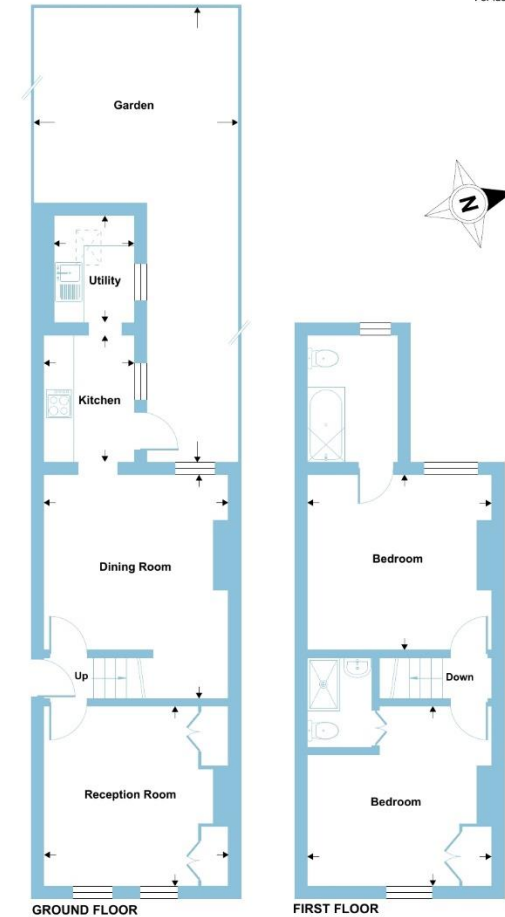 Garden
N
Utility
Kitchen
Dining Room
Up
Reception Room
GROUND FLOOR
Bedroom
Down
Bedroom
FIRST FLOOR